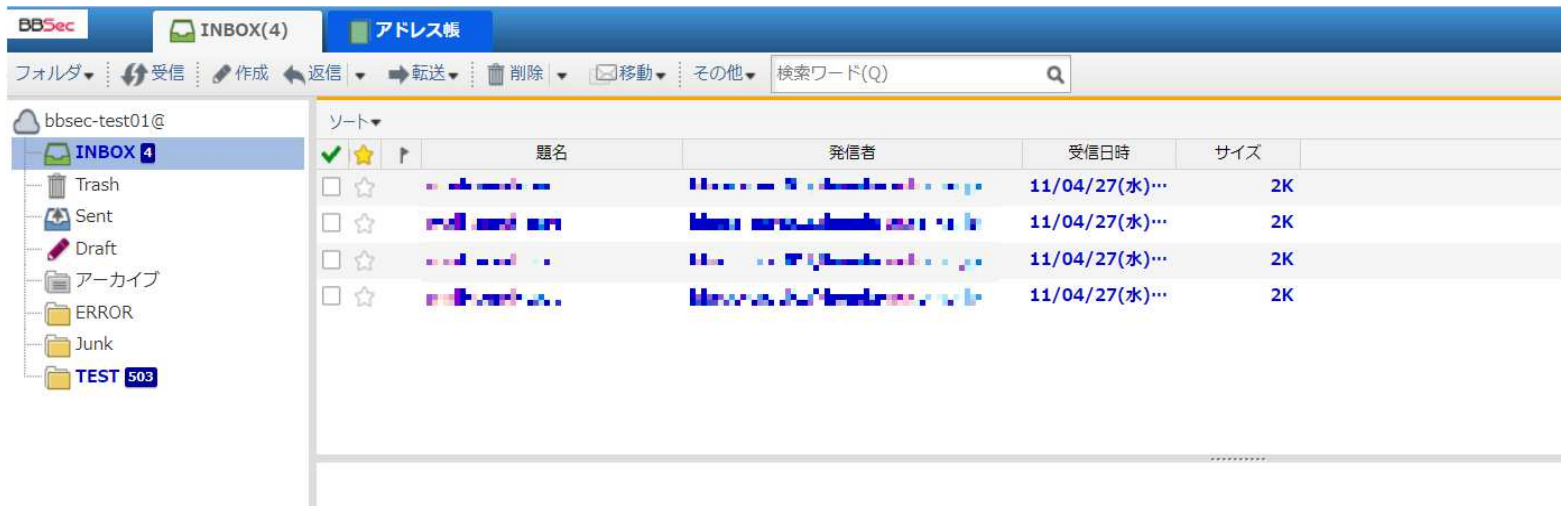 BBSec INBOX(4) アドレス帳
フォルダ 受信 作成 返信 転送 削除 移動 その他 検索ワード(Q)
bbsec-test01@ ソート
INBOX 4 題名 発信者 受信日時 サイズ
Trash 11/04/27(水)… 2K
Sent 11/04/27(水)… 2K
Draft 11/04/27(水)… 2K
アーカイブ 11/04/27(水)… 2K
ERROR
Junk
TEST 503